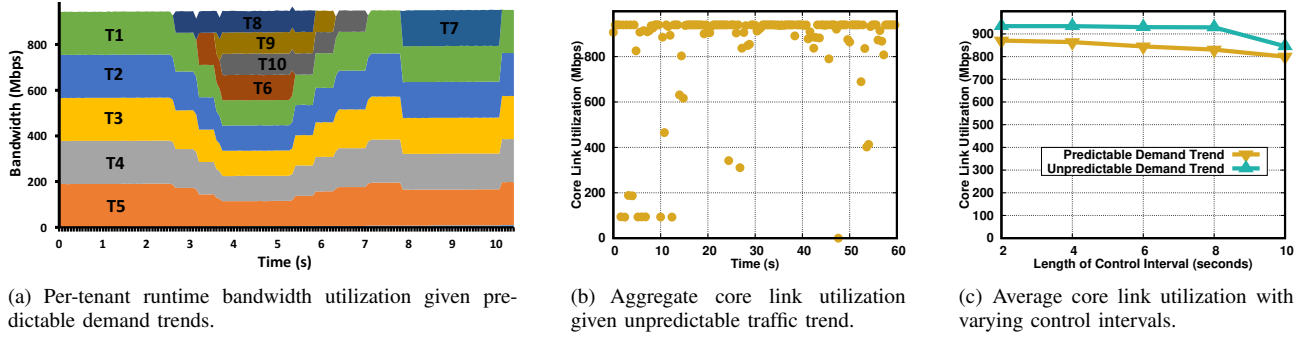 Bandwidth (Mbps)
800
600
400
200
0
T1
T2
T3
T4
T5
T8
T9
T10
T6
T7
0 1 2 3 4 5 6 7 8 9 10
Time (s)
(a) Per-tenant runtime bandwidth utilization given pre-
dictable demand trends.
Core Link Utilization (Mbps)
800
600
400
200
0
0 10 20 30 40 50 60
Time (s)
(b) Aggregate core link utilization
given unpredictable traffic trend.
Core Link Utilization (Mbps)
900
800
700
600
500
400
300
200
100
0
Predictable Demand Trend
Unpredictable Demand Trend
2 4 6 8 10
Length of Control Interval (seconds)
(c) Average core link utilization with
varying control intervals.